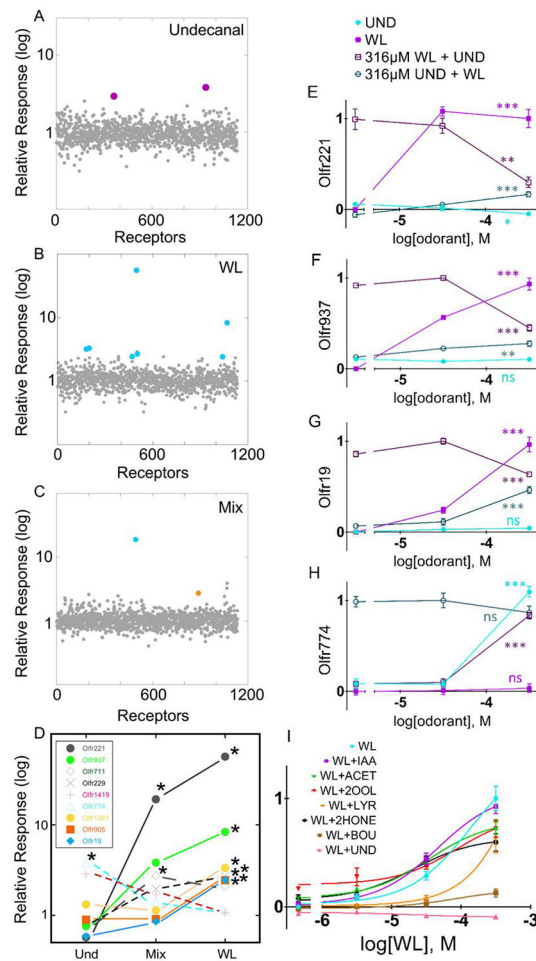 A
Undecanal
Relative Response (log)
10
1
0
600
1200
Receptors
B
WL
Relative Response (log)
10
1
0
600
1200
Receptors
C
Mix
Relative Response (log)
10
1
0
600
1200
Receptors
D
Relative Response (log)
10
1
Olfr221
Olfr937
Olfr711
Olfr229
Olfr1419
Olfr774
Olfr1341
Olfr905
Olfr19
*
*
*
*
*
*
**
**
Und
Mix
WL
UND
WL
316μM WL + UND
316μM UND + WL
E
Olfr221
1
0
***
**
***
*
-5
-4
log[odorant], M
F
Olfr937
1
0
***
***
**
ns
-5
-4
log[odorant], M
G
Olfr19
1
0
***
***
***
ns
-5
-4
log[odorant], M
H
Olfr774
1
0
***
ns
***
ns
-5
-4
log[odorant], M
I
WL
WL+IAA
WL+ACET
WL+2OOL
WL+LYR
WL+2HONE
WL+BOU
WL+UND
1
0
-6
-5
-4
-3
log[WL], M